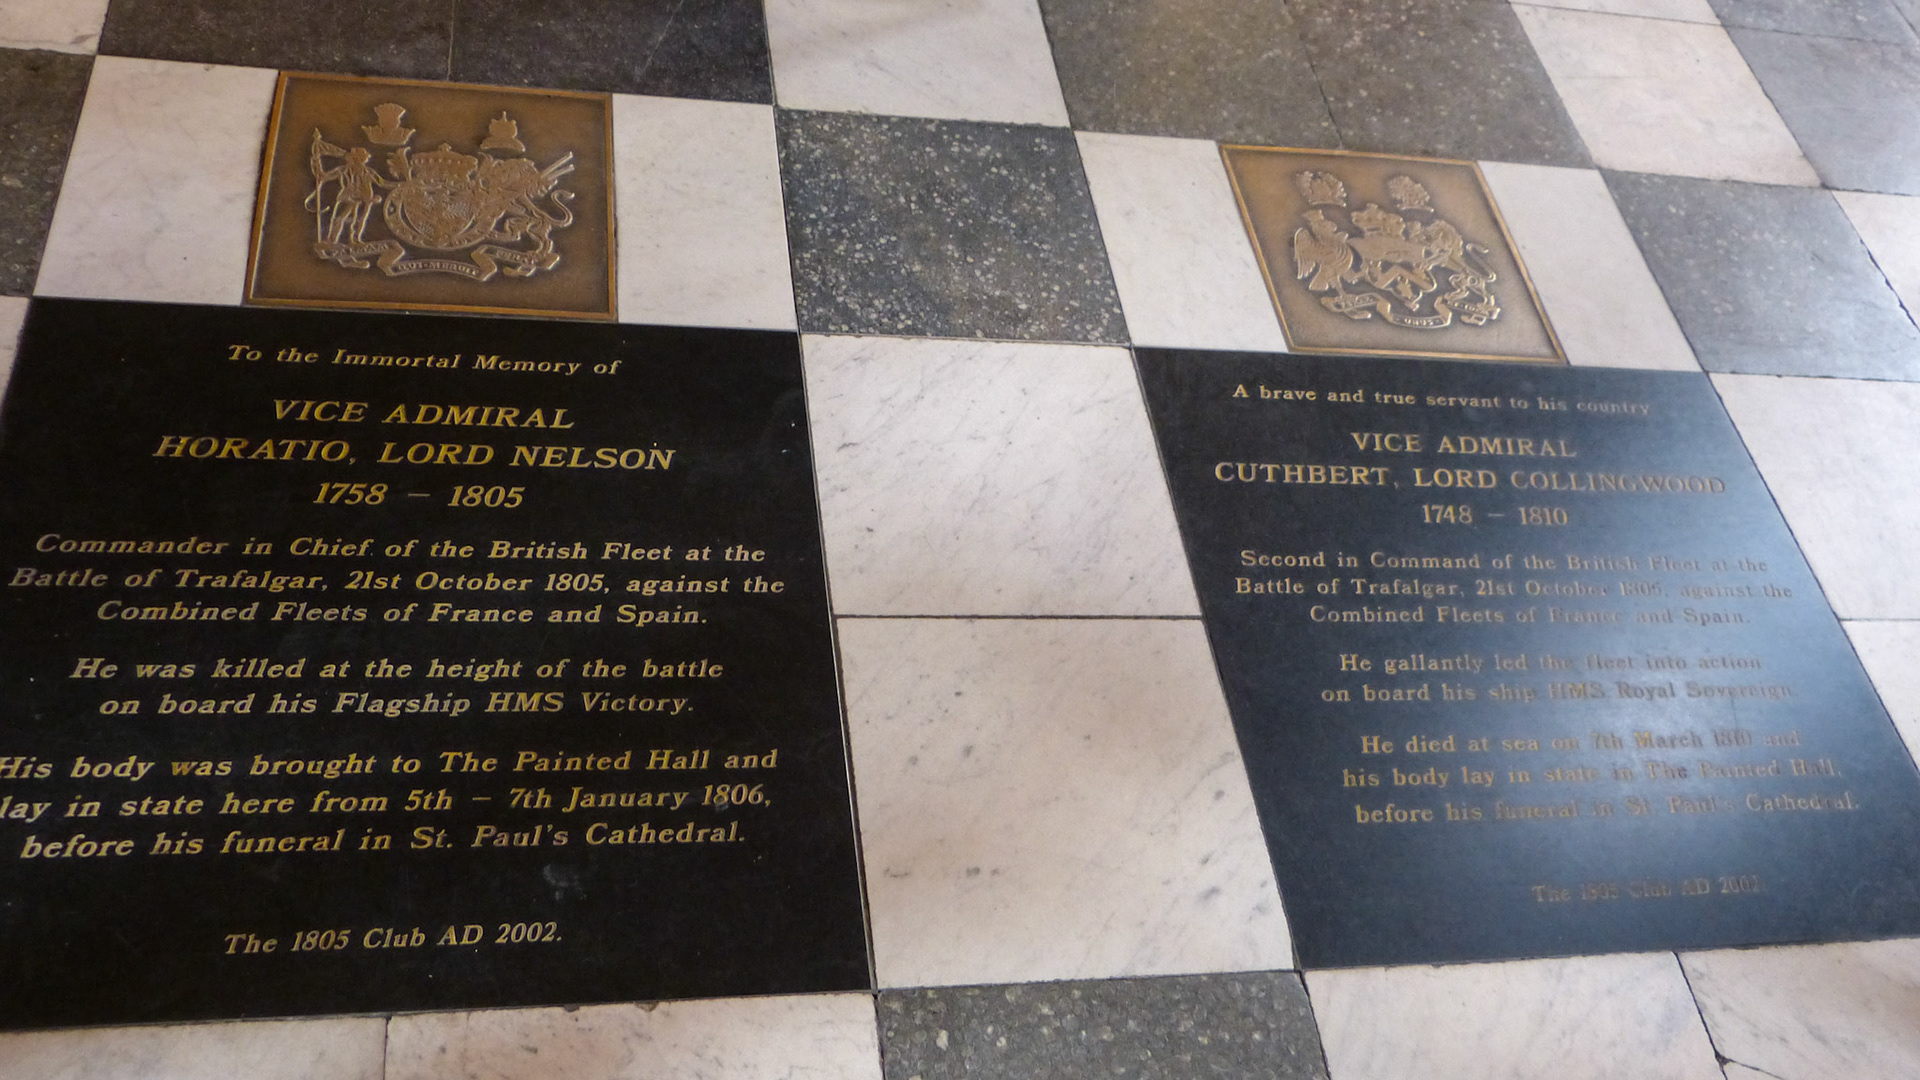 To the Immortal Memory of
VICE ADMIRAL
HORATIO, LORD NELSON
1758 – 1805
Commander in Chief of the British Fleet at the
Battle of Trafalgar, 21st October 1805, against the
Combined Fleets of France and Spain.
He was killed at the height of the battle
on board his Flagship HMS Victory.
His body was brought to The Painted Hall and
lay in state here from 5th – 7th January 1806,
before his funeral in St. Paul's Cathedral.
The 1805 Club AD 2002.
A brave and true servant to his country
VICE ADMIRAL
CUTHBERT, LORD COLLINGWOOD
1748 – 1810
Second in Command of the British Fleet at the
Battle of Trafalgar, 21st October 1805, against the
Combined Fleets of France and Spain.
He gallantly led the fleet into action
on board his ship HMS Royal Sovereign.
He died at sea on 7th March 1810 and
his body lay in state in The Painted Hall,
before his funeral in St. Paul's Cathedral.
The 1805 Club AD 2002.